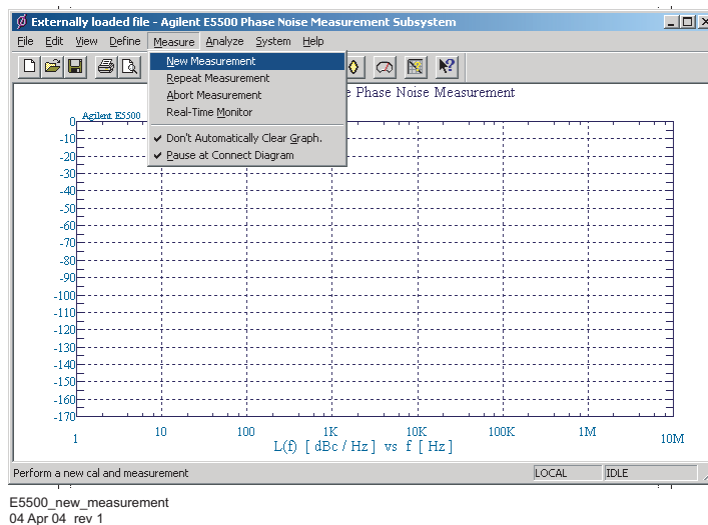 Externally loaded file - Agilent E5500 Phase Noise Measurement Subsystem
File Edit View Define Measure Analyze System Help
New Measurement
Repeat Measurement
Abort Measurement
Real-Time Monitor
Don't Automatically Clear Graph.
Pause at Connect Diagram
e Phase Noise Measurement
Agilent E5500
0
-10
-20
-30
-40
-50
-60
-70
-80
-90
-100
-110
-120
-130
-140
-150
-160
-170
1 10 100 1K 10K 100K 1M 10M
L(f) [ dBc / Hz ] vs f [ Hz ]
Perform a new cal and measurement LOCAL IDLE
E5500_new_measurement
04 Apr 04 rev 1